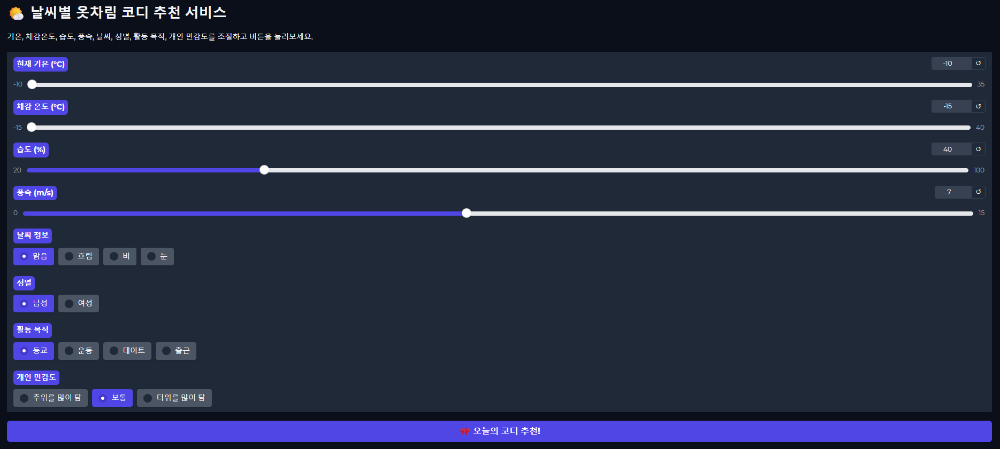 날씨별 옷차림 코디 추천 서비스
기온, 체감온도, 습도, 풍속, 날씨, 성별, 활동 목적, 개인 민감도를 조절하고 버튼을 눌러보세요.
현재 기온 (°C)
-10 ↺
-10 35
체감 온도 (°C)
-15 ↺
-15 40
습도 (%)
40 ↺
20 100
풍속 (m/s)
7 ↺
0 15
날씨 정보
맑음 흐림 비 눈
성별
남성 여성
활동 목적
등교 운동 데이트 출근
개인 민감도
추위를 많이 탐 보통 더위를 많이 탐
오늘의 코디 추천!